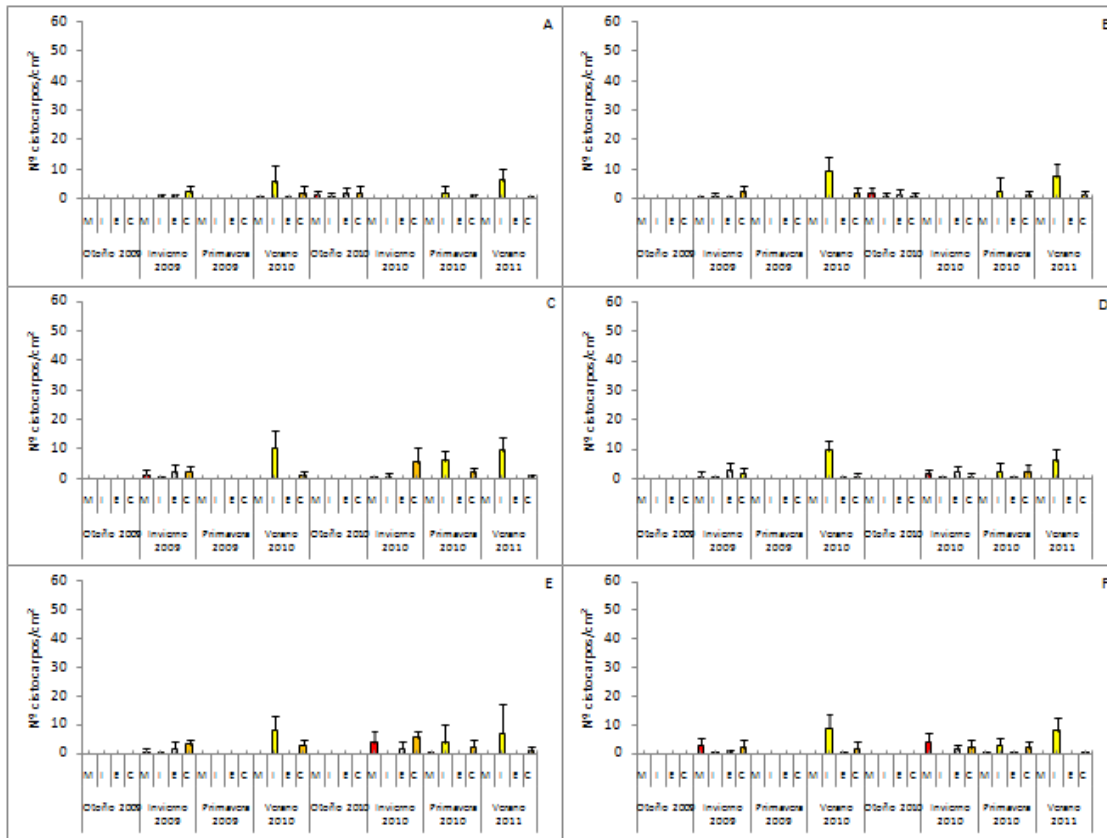 A
Nº cistocarpos/cm²
60
50
40
30
20
10
0
M I E C M I E C M I E C M I E C M I E C M I E C M I E C M I E C
Otoño 2009 Invierno 2009 Primavera 2009 Verano 2010 Otoño 2010 Invierno 2010 Primavera 2010 Verano 2011
B
Nº cistocarpos/cm²
60
50
40
30
20
10
0
M I E C M I E C M I E C M I E C M I E C M I E C M I E C M I E C
Otoño 2009 Invierno 2009 Primavera 2009 Verano 2010 Otoño 2010 Invierno 2010 Primavera 2010 Verano 2011
C
Nº cistocarpos/cm²
60
50
40
30
20
10
0
M I E C M I E C M I E C M I E C M I E C M I E C M I E C M I E C
Otoño 2009 Invierno 2009 Primavera 2009 Verano 2010 Otoño 2010 Invierno 2010 Primavera 2010 Verano 2011
D
Nº cistocarpos/cm²
60
50
40
30
20
10
0
M I E C M I E C M I E C M I E C M I E C M I E C M I E C M I E C
Otoño 2009 Invierno 2009 Primavera 2009 Verano 2010 Otoño 2010 Invierno 2010 Primavera 2010 Verano 2011
E
Nº cistocarpos/cm²
60
50
40
30
20
10
0
M I E C M I E C M I E C M I E C M I E C M I E C M I E C M I E C
Otoño 2009 Invierno 2009 Primavera 2009 Verano 2010 Otoño 2010 Invierno 2010 Primavera 2010 Verano 2011
F
Nº cistocarpos/cm²
60
50
40
30
20
10
0
M I E C M I E C M I E C M I E C M I E C M I E C M I E C M I E C
Otoño 2009 Invierno 2009 Primavera 2009 Verano 2010 Otoño 2010 Invierno 2010 Primavera 2010 Verano 2011